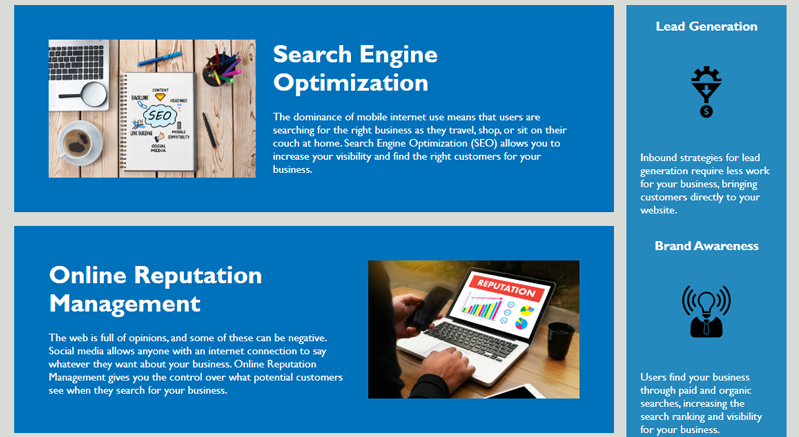 Search Engine
Optimization
The dominance of mobile internet use means that users are
searching for the right business as they travel, shop, or sit on their
couch at home. Search Engine Optimization (SEO) allows you to
increase your visibility and find the right customers for your
business.
CONTENT
BACKLINK
HEADINGS
SEO
LINK BUILDING
MOBILE
COMPATIBILITY
SOCIAL
MEDIA
Online Reputation
Management
The web is full of opinions, and some of these can be negative.
Social media allows anyone with an internet connection to say
whatever they want about your business. Online Reputation
Management gives you the control over what potential customers
see when they search for your business.
REPUTATION
Lead Generation
$
Inbound strategies for lead
generation require less work
for your business, bringing
customers directly to your
website.
Brand Awareness
Users find your business
through paid and organic
searches, increasing the
search ranking and visibility
for your business.